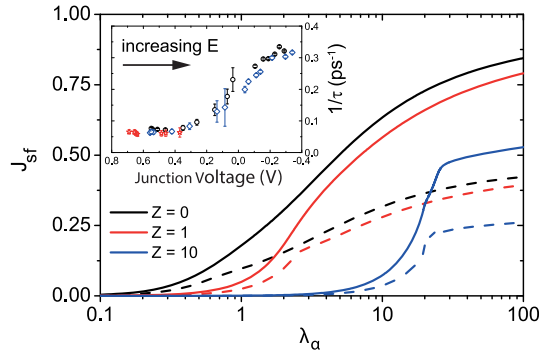 increasing E
0,8 0,6 0,4 0,2 0,0 -0,2 -0,4
Junction Voltage (V)
0,0
0,1
0,2
0,3
0,4
1/τ (ps⁻¹)
1.00
0.75
0.50
0.25
0.00
J_sf
Z = 0
Z = 1
Z = 10
0.1 1 10 100
λ_α